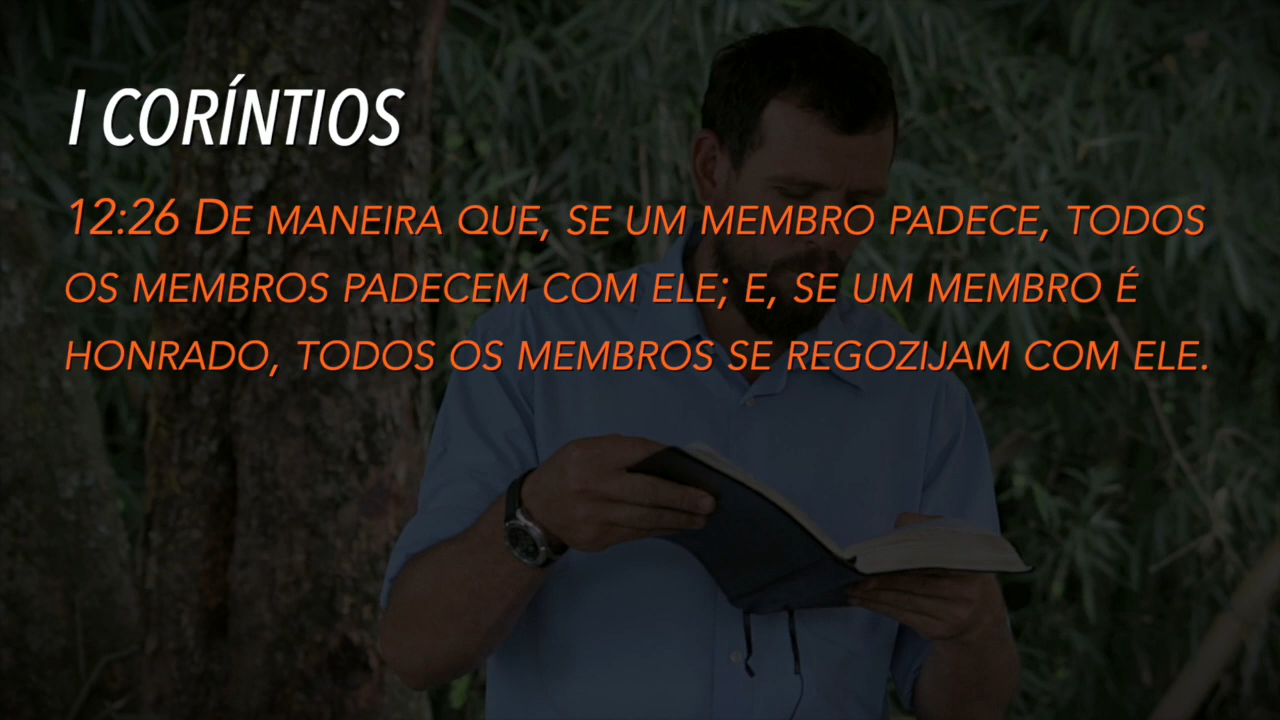 I CORÍNTIOS
12:26 DE MANEIRA QUE, SE UM MEMBRO PADECE, TODOS
OS MEMBROS PADECEM COM ELE; E, SE UM MEMBRO É
HONRADO, TODOS OS MEMBROS SE REGOZIJAM COM ELE.